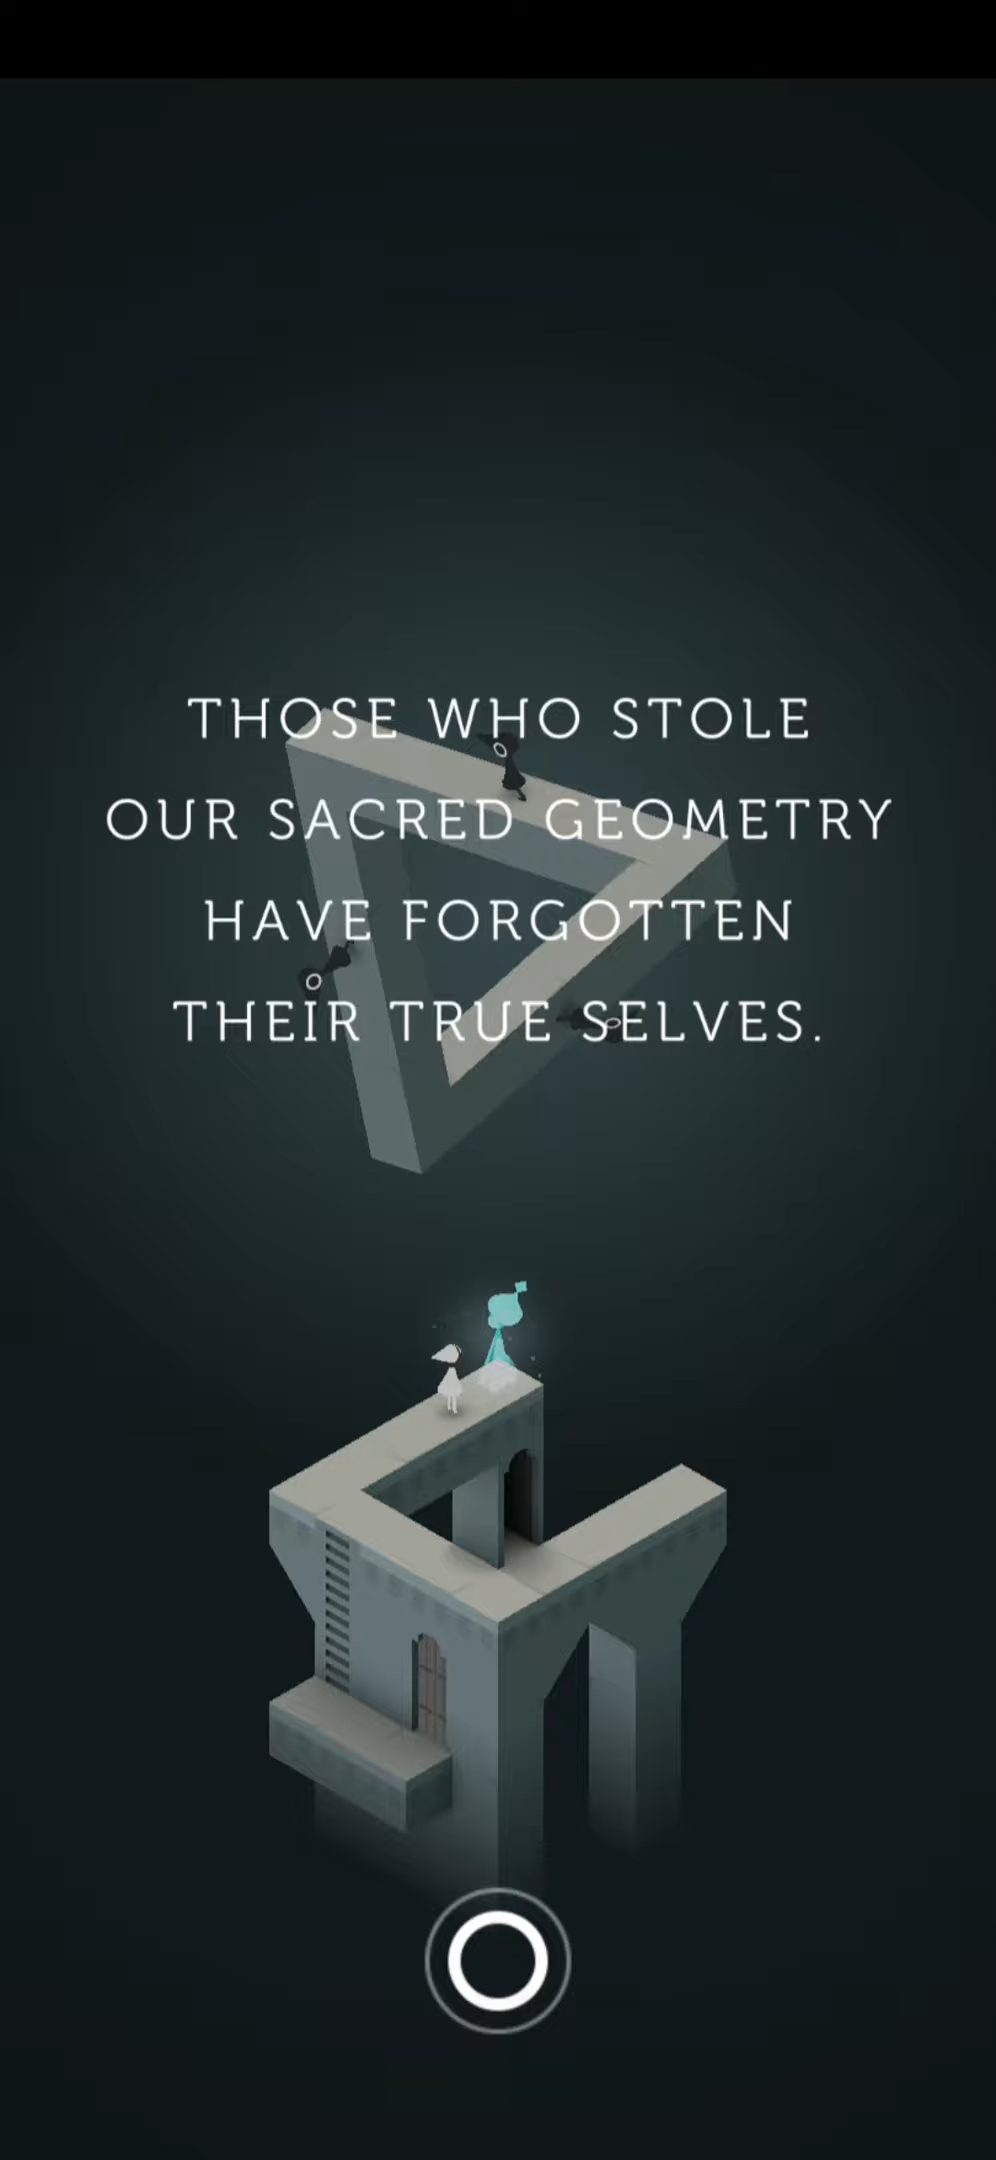 THOSE WHO STOLE
OUR SACRED GEOMETRY
HAVE FORGOTTEN
THEIR TRUE SELVES.